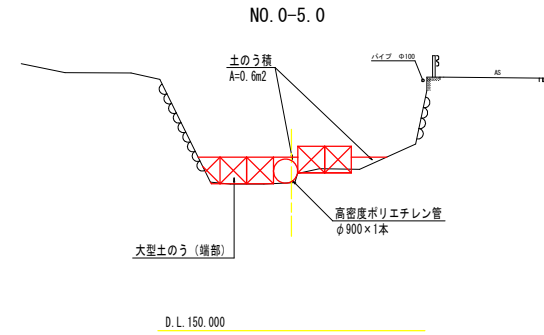 NO.0-5.0
土のう積
A=0.6m2
パイプ Φ100
AS
高密度ポリエチレン管
φ900×1本
大型土のう（端部）
D.L.150.000